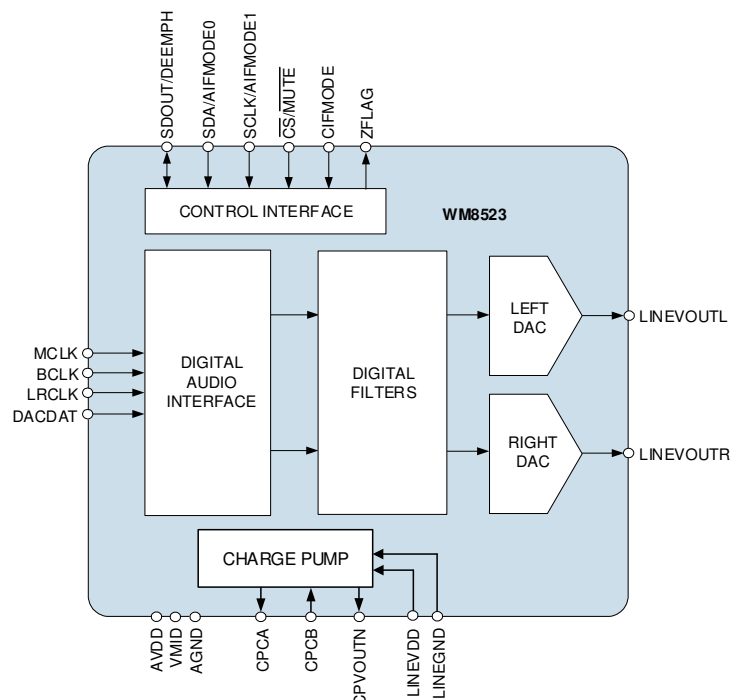 SDOUT/DEEMPH
SDA/AIFMODE0
SCLK/AIFMODE1
CS/MUTE
CIFMODE
ZFLAG
CONTROL INTERFACE
WM8523
LEFT
DAC
LINEVOUTL
MCLK
BCLK
LRCLK
DACDAT
DIGITAL
AUDIO
INTERFACE
DIGITAL
FILTERS
RIGHT
DAC
LINEVOUTR
CHARGE PUMP
AVDD
VMID
AGND
CPCA
CPCB
CPVOUTN
LINEVDD
LINEGND